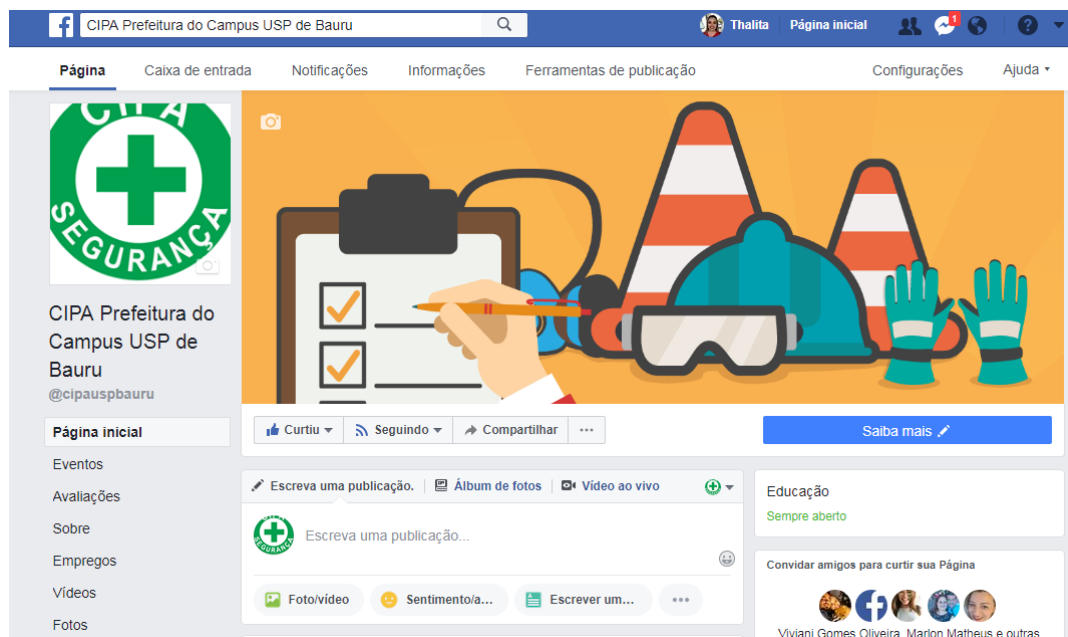 CIPA Prefeitura do Campus USP de Bauru
Thalita
Página inicial
1
Página
Caixa de entrada
Notificações
Informações
Ferramentas de publicação
Configurações
Ajuda
CIPA
SEGURANÇA
CIPA Prefeitura do
Campus USP de
Bauru
@cipauspbauru
Página inicial
Eventos
Avaliações
Sobre
Empregos
Vídeos
Fotos
Curtiu
Seguindo
Compartilhar
...
Saiba mais
Escreva uma publicação.
Álbum de fotos
Vídeo ao vivo
Escreva uma publicação...
Foto/vídeo
Sentimento/a...
Escrever um...
...
Educação
Sempre aberto
Convidar amigos para curtir sua Página
Viviani Gomes Oliveira, Marlon Matheus e outras